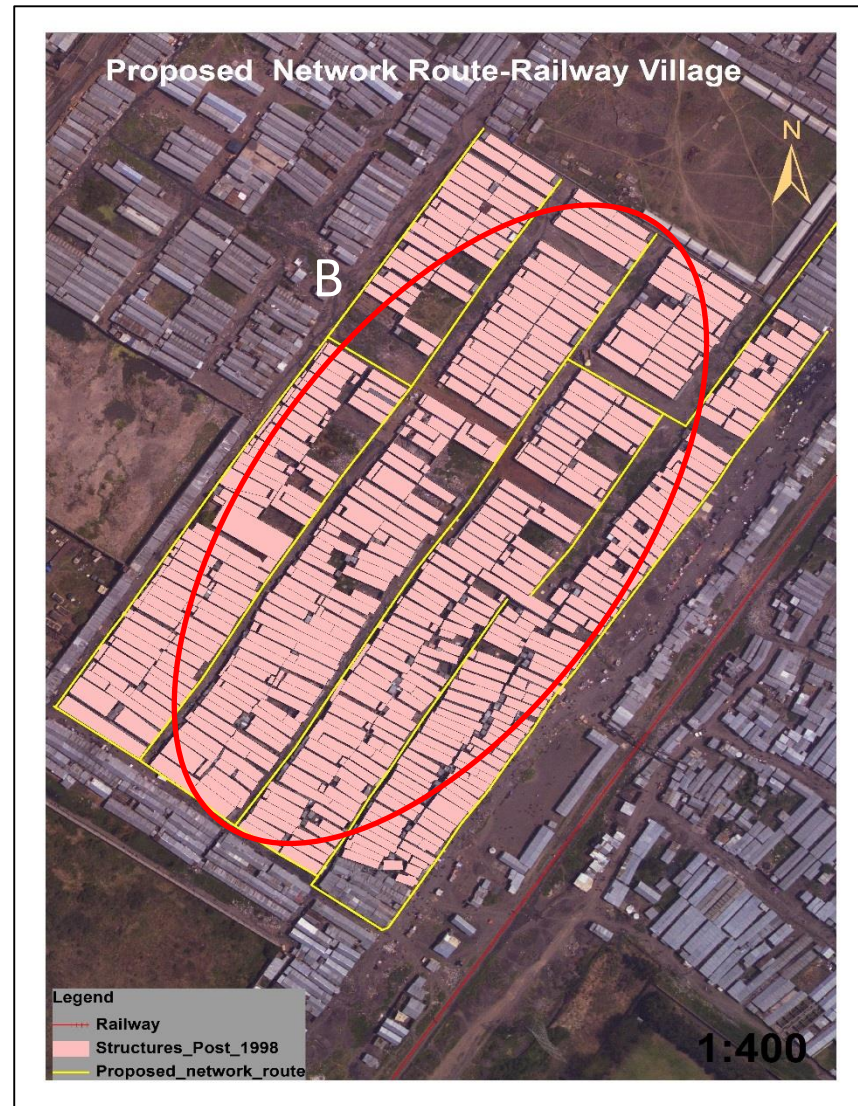 Proposed Network Route-Railway Village
N
B
Legend
Railway
Structures_Post_1998
Proposed_network_route
1:400